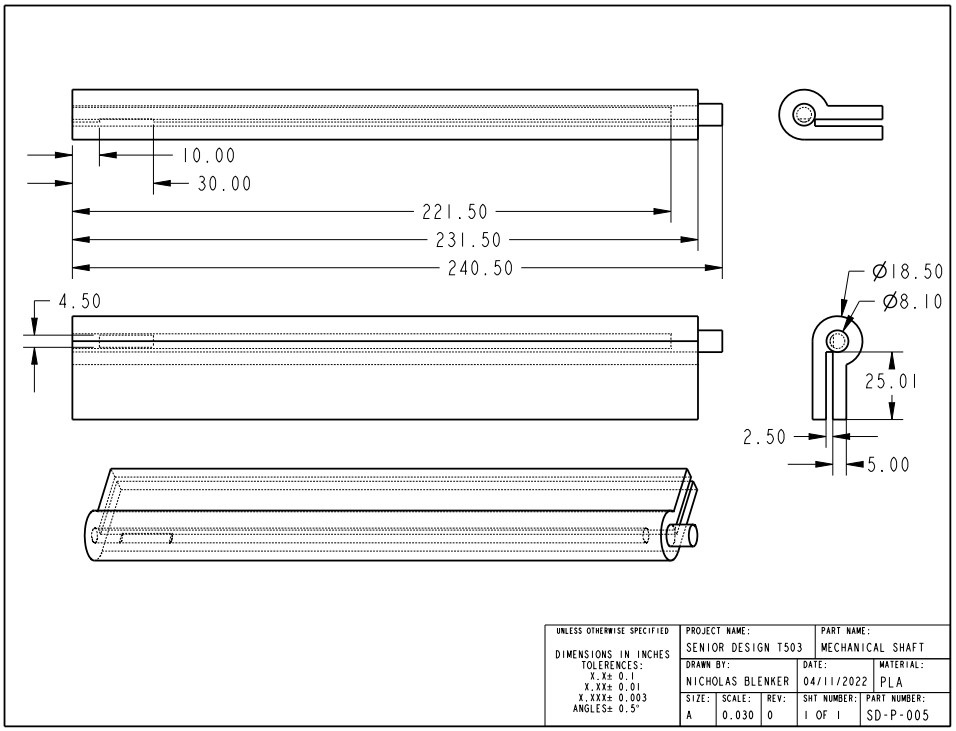 10.00
30.00
221.50
231.50
240.50
4.50
Ø18.50
Ø8.10
25.01
2.50
5.00
UNLESS OTHERWISE SPECIFIED
DIMENSIONS IN INCHES
TOLERENCES:
X.X± 0.1
X.XX± 0.01
X.XXX± 0.003
ANGLES± 0.5°
PROJECT NAME:
SENIOR DESIGN T503
PART NAME:
MECHANICAL SHAFT
DRAWN BY:
NICHOLAS BLENKER
DATE:
04/11/2022
MATERIAL:
PLA
SIZE:
A
SCALE:
0.030
REV:
0
SHT NUMBER:
1 OF 1
PART NUMBER:
SD-P-005